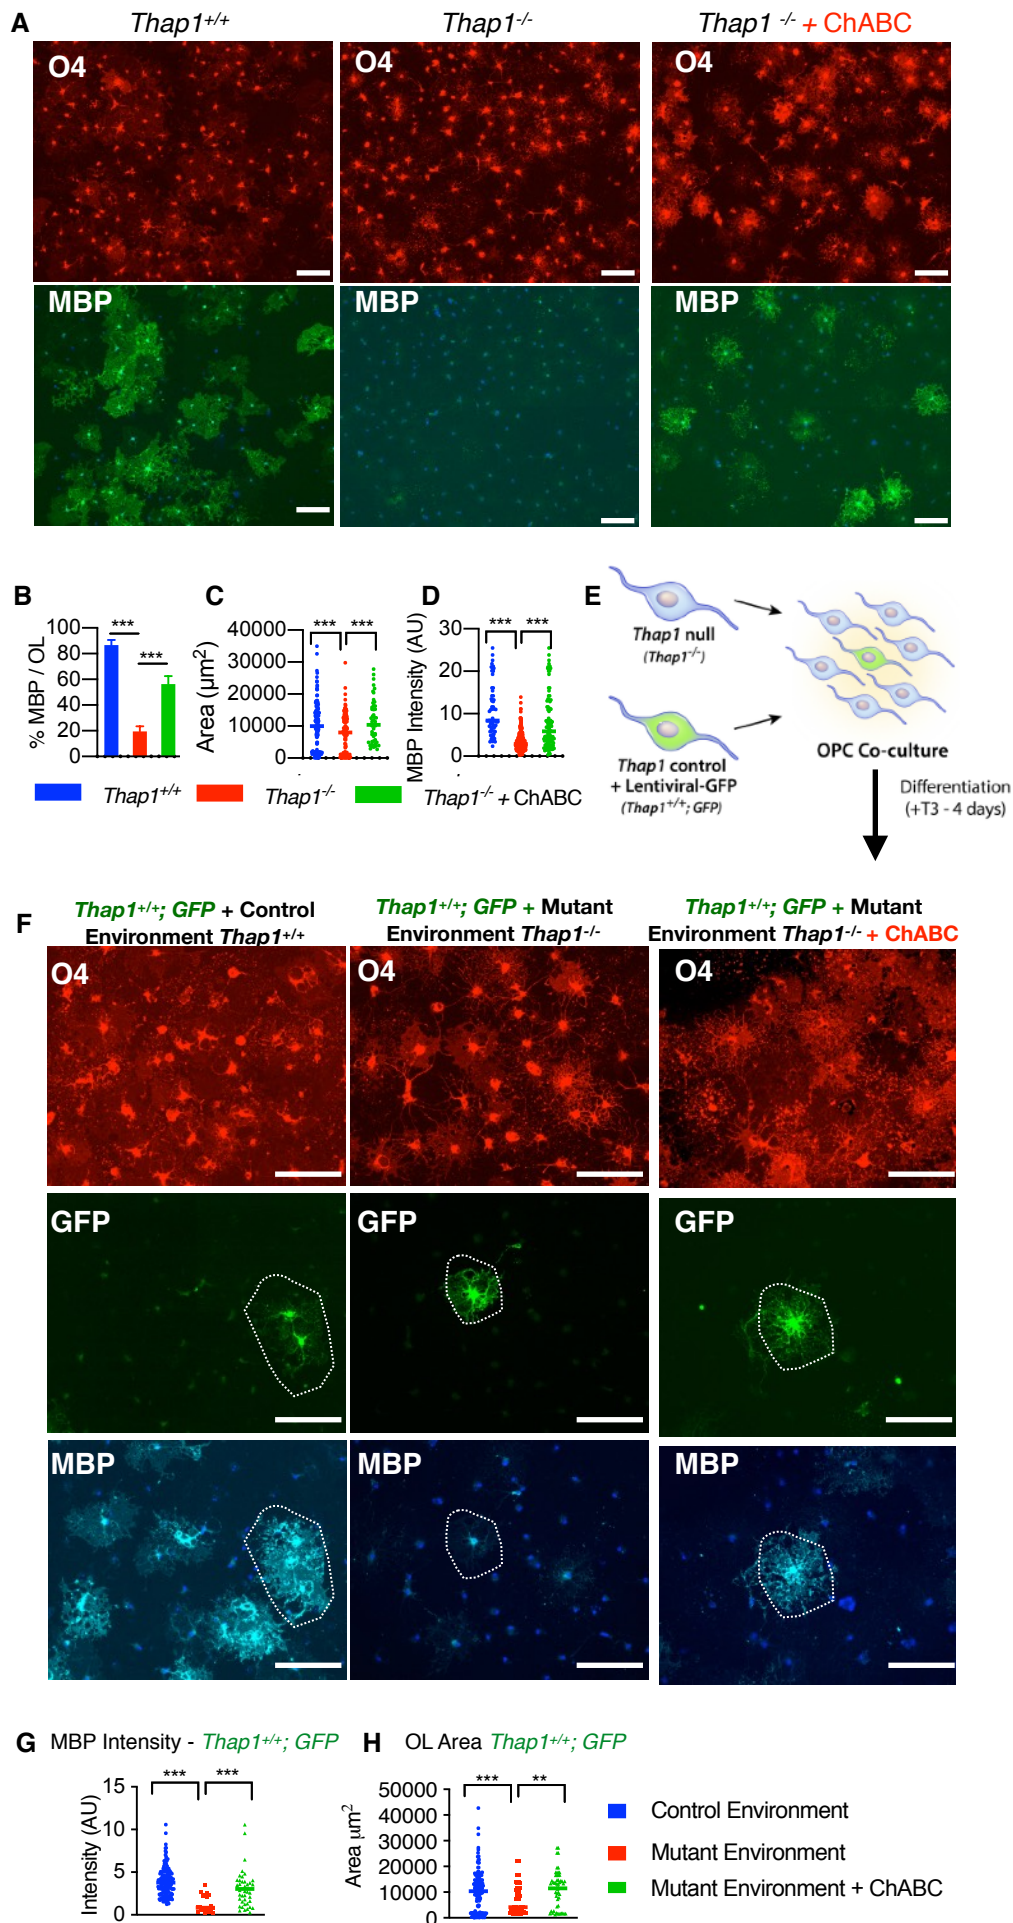 A
Thap1+/+
Thap1-/-
Thap1 -/- + ChABC
O4
O4
O4
MBP
MBP
MBP
B
C
D
E
% MBP / OL
100
80
60
40
20
0
***
***
Area (μm2)
40000
30000
20000
10000
0
***
***
MBP Intensity (AU)
30
20
10
0
***
***
Thap1+/+
Thap1-/-
Thap1-/- + ChABC
Thap1 null
(Thap1-/-)
Thap1 control
+ Lentiviral-GFP
(Thap1+/+; GFP)
OPC Co-culture
Differentiation
(+T3 - 4 days)
F
Thap1+/+; GFP + Control
Environment Thap1+/+
Thap1+/+; GFP + Mutant
Environment Thap1-/-
Thap1+/+; GFP + Mutant
Environment Thap1-/- + ChABC
O4
O4
O4
GFP
GFP
GFP
MBP
MBP
MBP
G MBP Intensity - Thap1+/+; GFP
Intensity (AU)
15
10
5
0
***
***
H OL Area Thap1+/+; GFP
Area μm2
50000
40000
30000
20000
10000
0
***
**
Control Environment
Mutant Environment
Mutant Environment + ChABC